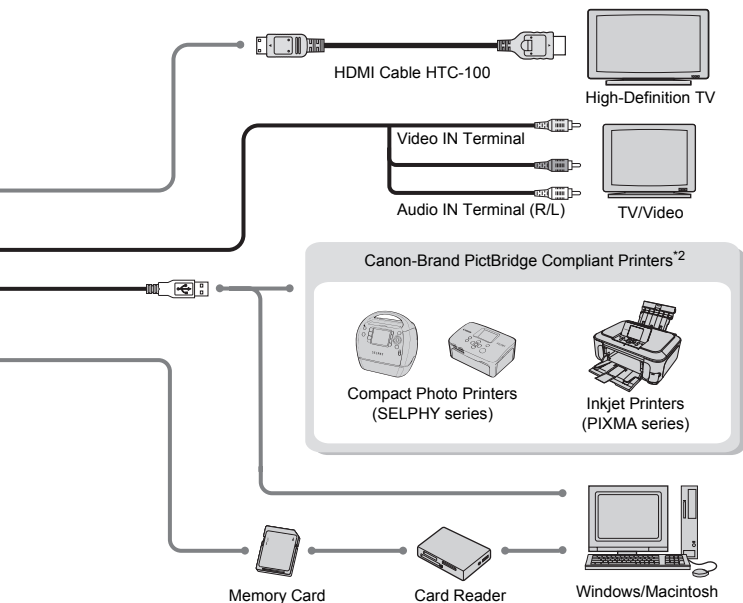 HDMI Cable HTC-100
High-Definition TV
Video IN Terminal
Audio IN Terminal (R/L)
TV/Video
Canon-Brand PictBridge Compliant Printers*2
Compact Photo Printers
(SELPHY series)
Inkjet Printers
(PIXMA series)
Memory Card
Card Reader
Windows/Macintosh